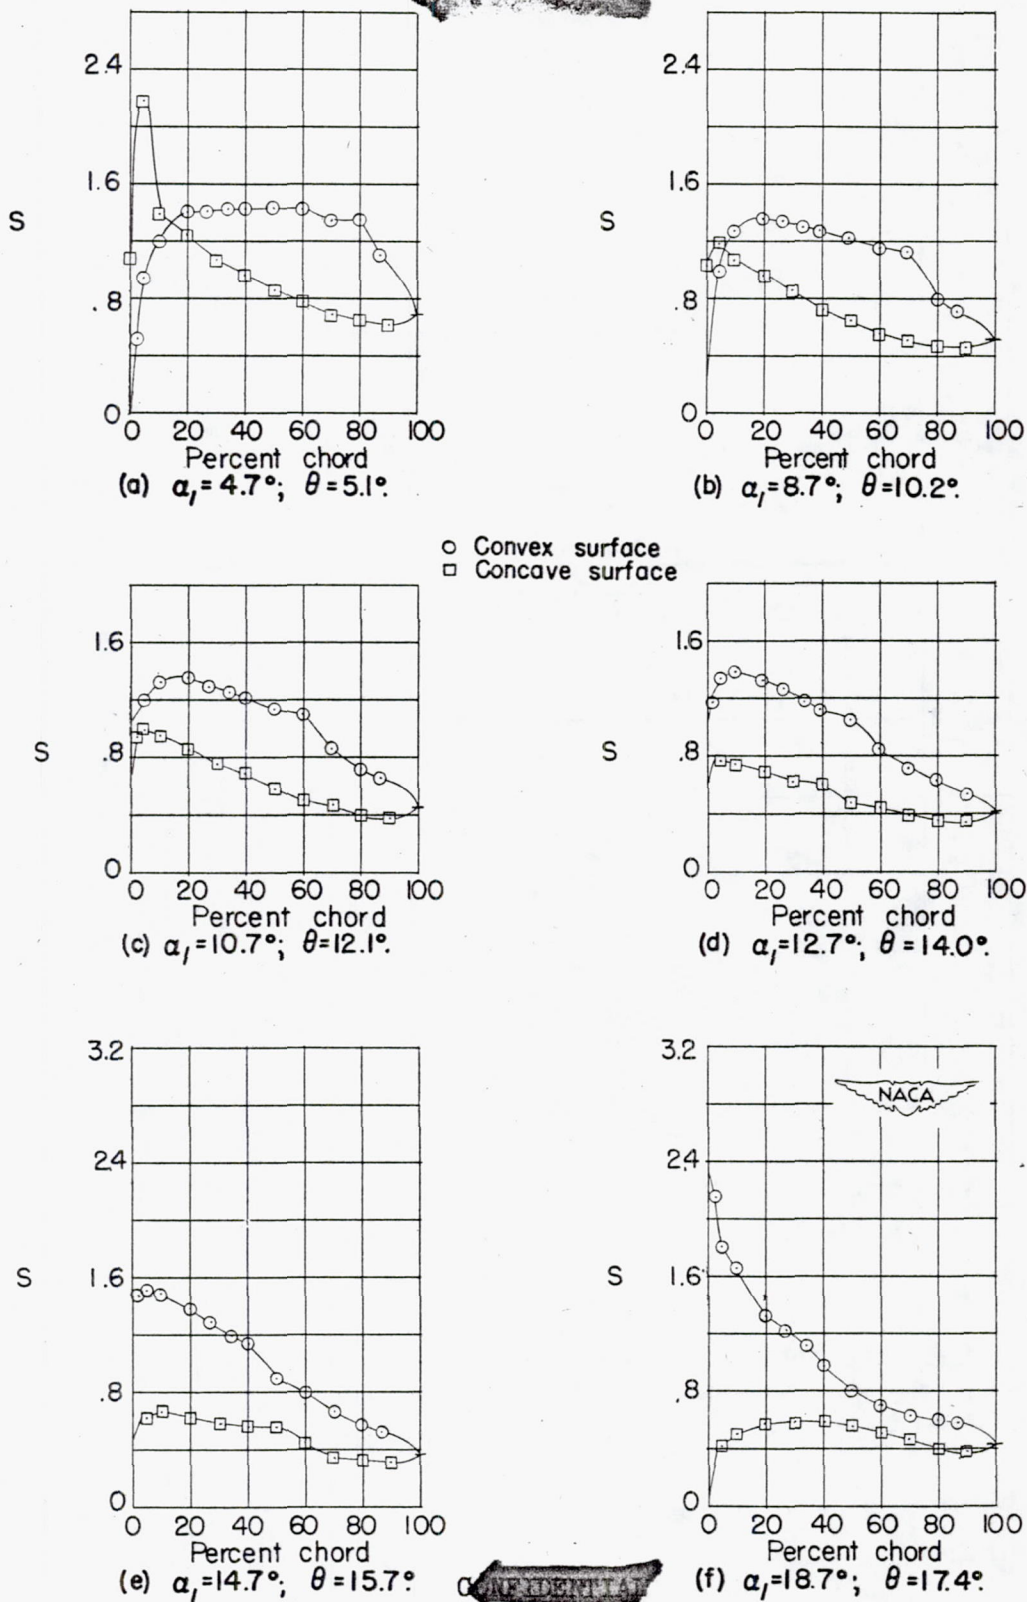 2.4 2.4
1.6 1.6
S S
.8 .8
0 0
0 20 40 60 80 100 0 20 40 60 80 100
Percent chord Percent chord
(a) α₁=4.7°; θ=5.1°. (b) α₁=8.7°; θ=10.2°.
○ Convex surface
□ Concave surface
1.6 1.6
S S
.8 .8
0 0
0 20 40 60 80 100 0 20 40 60 80 100
Percent chord Percent chord
(c) α₁=10.7°; θ=12.1°. (d) α₁=12.7°; θ=14.0°.
3.2 3.2
NACA
2.4 2.4
S S
1.6 1.6
.8 .8
0 0
0 20 40 60 80 100 0 20 40 60 80 100
Percent chord Percent chord
(e) α₁=14.7°; θ=15.7° (f) α₁=18.7°; θ=17.4°.
CONFIDENTIAL